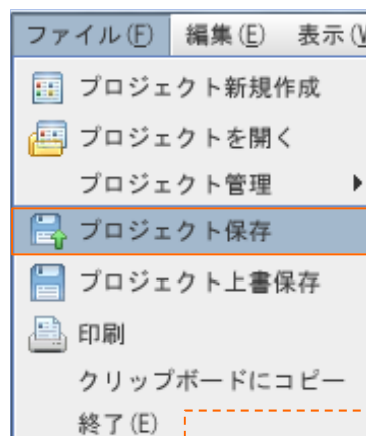 ファイル(F) 編集(E) 表示(V
プロジェクト新規作成
プロジェクトを開く
プロジェクト管理
プロジェクト保存
プロジェクト上書保存
印刷
クリップボードにコピー
終了(E)